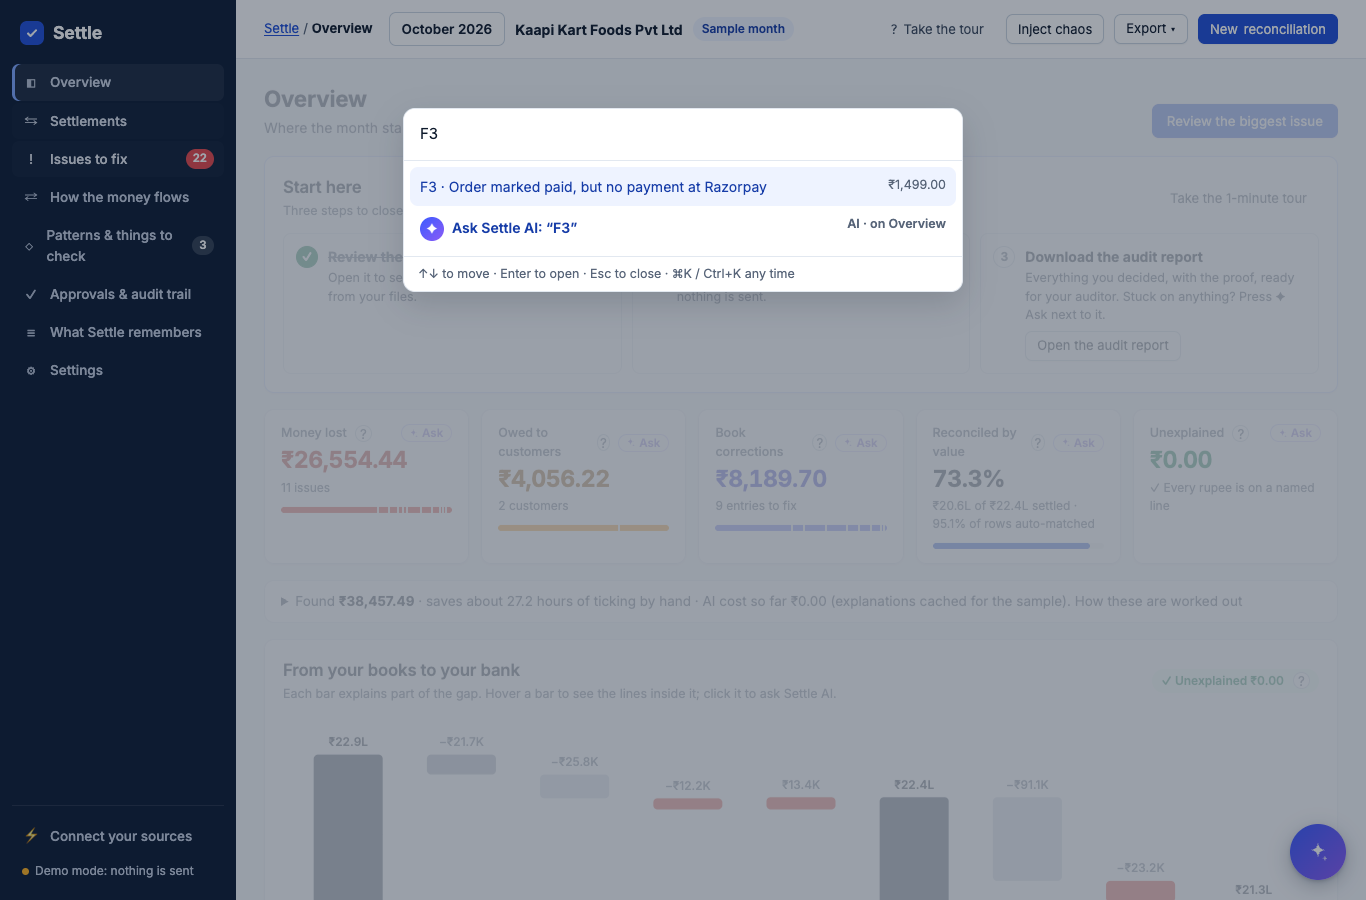 Settle
Overview
Settlements
Issues to fix
22
How the money flows
Patterns & things to
check
3
Approvals & audit trail
What Settle remembers
Settings
Connect your sources
Demo mode: nothing is sent
Settle / Overview
October 2026
Kaapi Kart Foods Pvt Ltd
Sample month
? Take the tour
Inject chaos
Export
New reconciliation
Overview
Where the month sta
Review the biggest issue
F3
F3 · Order marked paid, but no payment at Razorpay
₹1,499.00
Ask Settle AI: “F3”
AI · on Overview
↑↓ to move · Enter to open · Esc to close · ⌘K / Ctrl+K any time
Start here
Three steps to close
Take the 1-minute tour
Review the
Open it to se
from your files.
nothing is sent.
3
Download the audit report
Everything you decided, with the proof, ready
for your auditor. Stuck on anything? Press ✦
Ask next to it.
Open the audit report
Money lost
?
Ask
₹26,554.44
11 issues
Owed to
customers
?
Ask
₹4,056.22
2 customers
Book
corrections
?
Ask
₹8,189.70
9 entries to fix
Reconciled by
value
?
Ask
73.3%
₹20.6L of ₹22.4L settled ·
95.1% of rows auto-matched
Unexplained
?
Ask
₹0.00
✓ Every rupee is on a named
line
Found ₹38,457.49 · saves about 27.2 hours of ticking by hand · AI cost so far ₹0.00 (explanations cached for the sample). How these are worked out
From your books to your bank
Each bar explains part of the gap. Hover a bar to see the lines inside it; click it to ask Settle AI.
✓ Unexplained ₹0.00
?
₹22.9L
−₹21.7K
−₹25.8K
−₹12.2K
₹13.4K
₹22.4L
−₹91.1K
−₹23.2K
₹21.3L